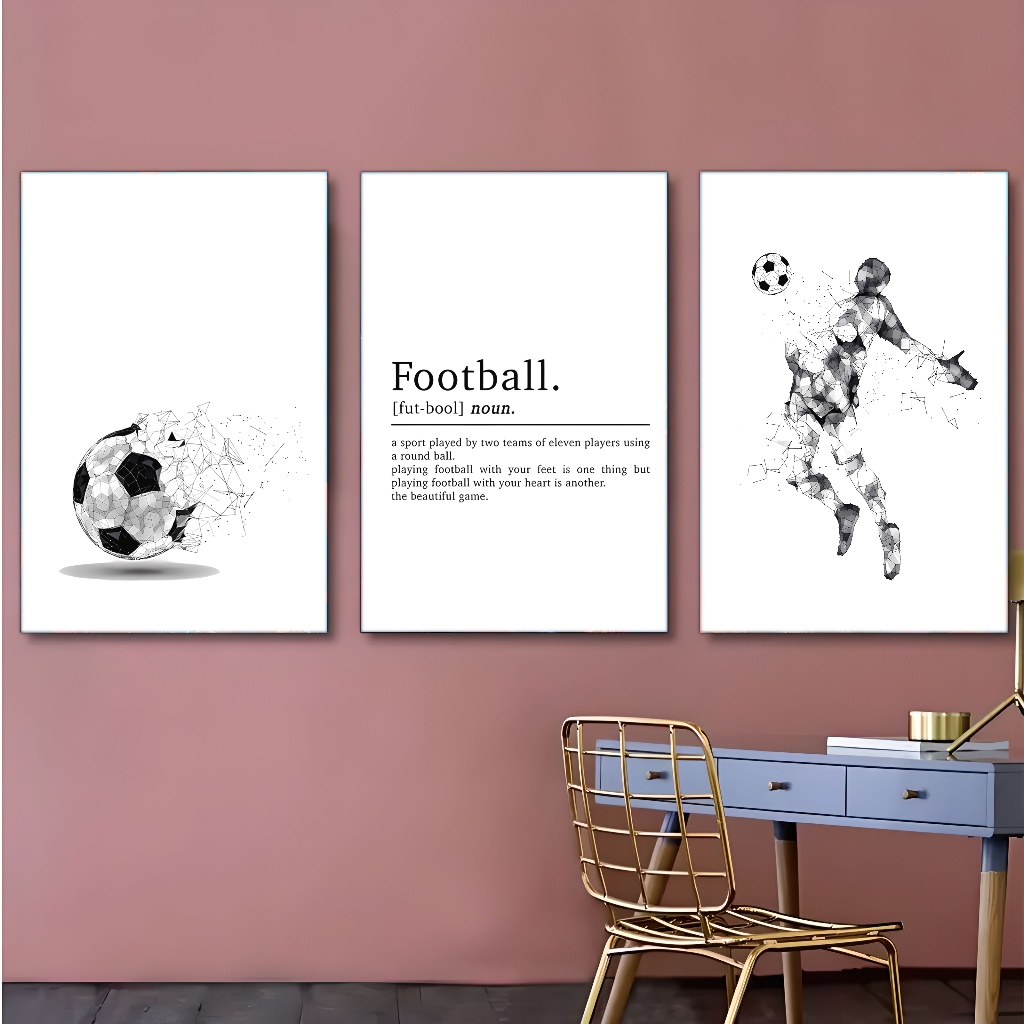 Football.
[fut-bool] noun.
a sport played by two teams of eleven players using
a round ball.
playing football with your feet is one thing but
playing football with your heart is another.
the beautiful game.